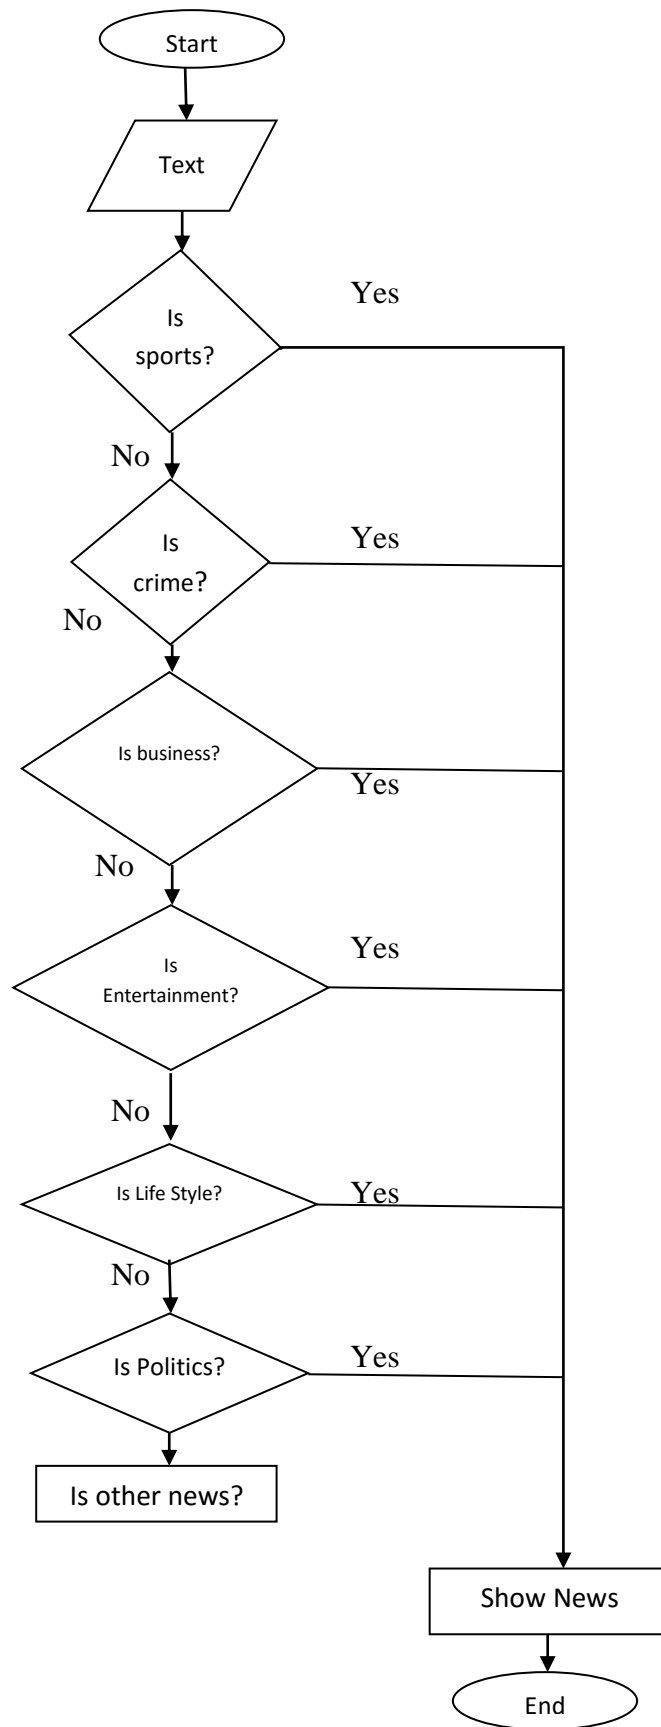 Start
Text
Yes
Is
sports?
No
Yes
Is
crime?
No
Is business?
Yes
No
Yes
Is
Entertainment?
No
Is Life Style?
Yes
No
Yes
Is Politics?
Is other news?
Show News
End